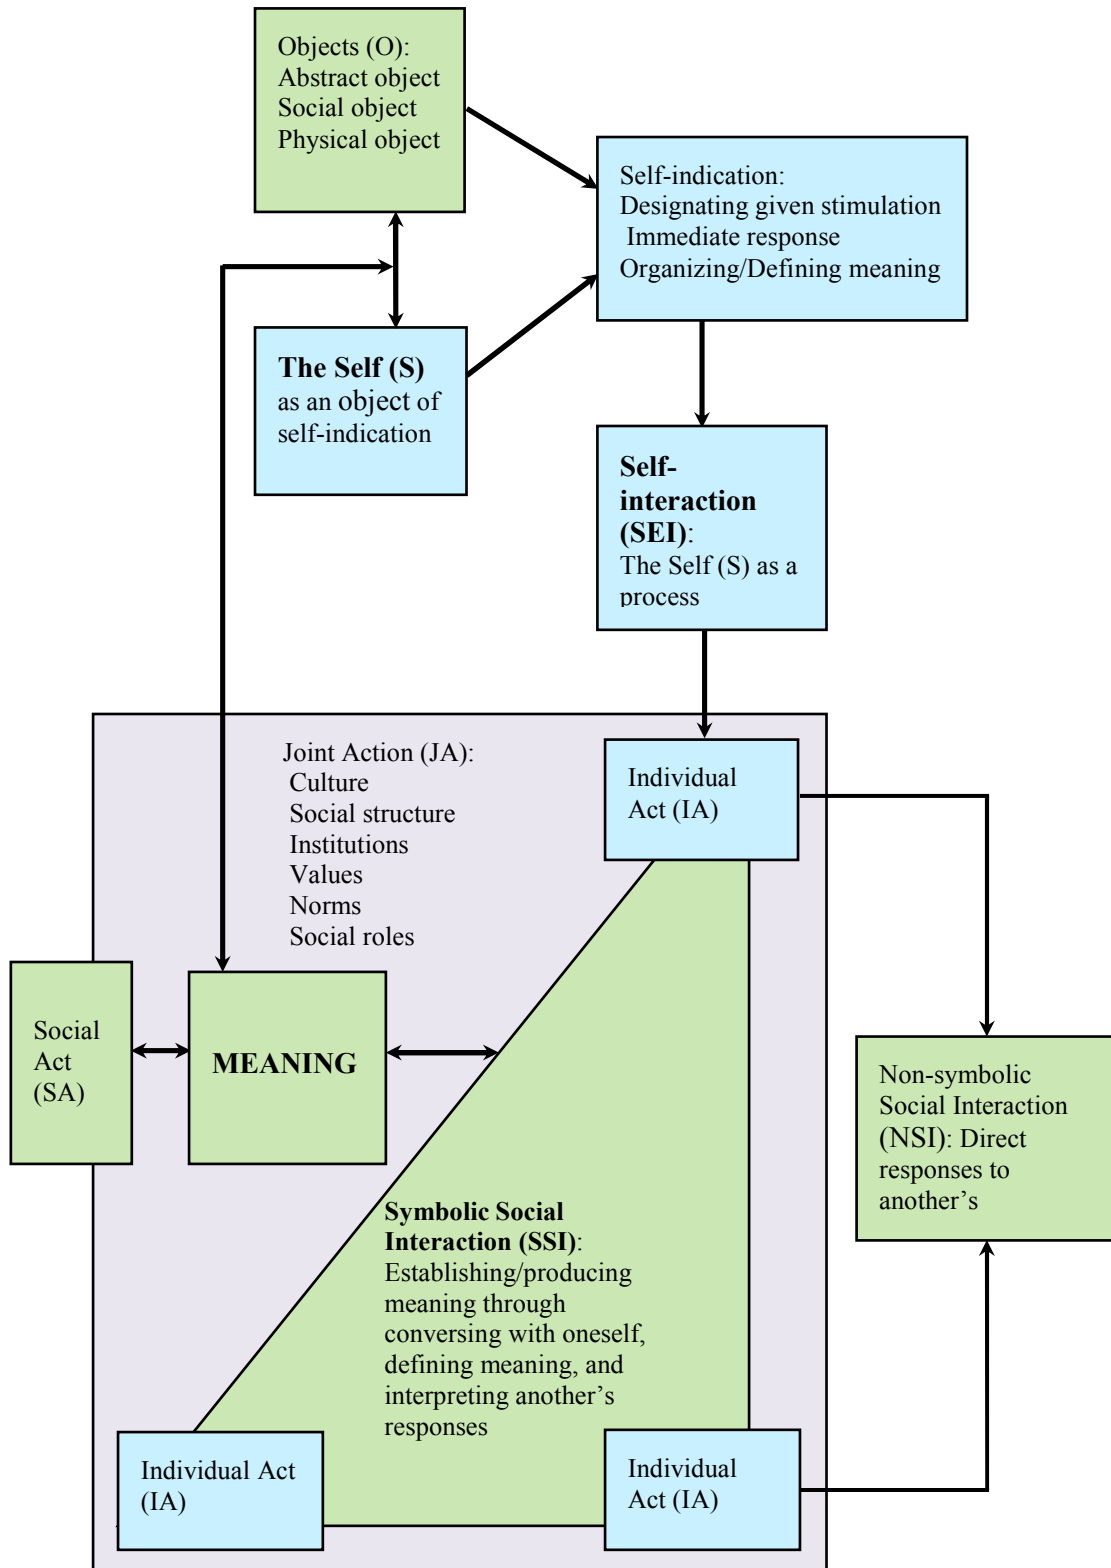 Objects (O):
Abstract object
Social object
Physical object
Self-indication:
Designating given stimulation
Immediate response
Organizing/Defining meaning
The Self (S)
as an object of
self-indication
Self-
interaction
(SEI):
The Self (S) as a
process
Joint Action (JA):
Culture
Social structure
Institutions
Values
Norms
Social roles
Individual
Act (IA)
Social
Act
(SA)
MEANING
Non-symbolic
Social Interaction
(NSI): Direct
responses to
another’s
Symbolic Social
Interaction (SSI):
Establishing/producing
meaning through
conversing with oneself,
defining meaning, and
interpreting another’s
responses
Individual Act
(IA)
Individual
Act (IA)